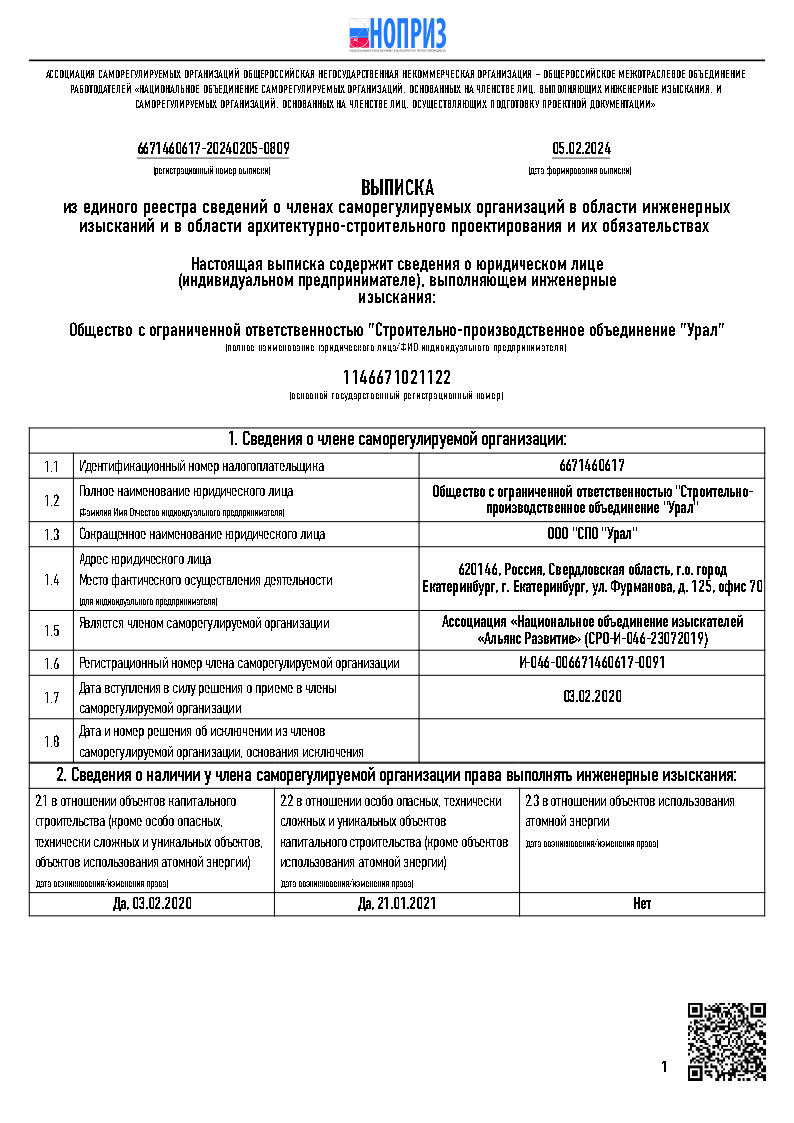 НОПРИЗ
АССОЦИАЦИЯ САМОРЕГУЛИРУЕМЫХ ОРГАНИЗАЦИЙ ОБЩЕРОССИЙСКАЯ НЕГОСУДАРСТВЕННАЯ НЕКОММЕРЧЕСКАЯ ОРГАНИЗАЦИЯ – ОБЩЕРОССИЙСКОЕ МЕЖОТРАСЛЕВОЕ ОБЪЕДИНЕНИЕ
РАБОТОДАТЕЛЕЙ «НАЦИОНАЛЬНОЕ ОБЪЕДИНЕНИЕ САМОРЕГУЛИРУЕМЫХ ОРГАНИЗАЦИЙ, ОСНОВАННЫХ НА ЧЛЕНСТВЕ ЛИЦ, ВЫПОЛНЯЮЩИХ ИНЖЕНЕРНЫЕ ИЗЫСКАНИЯ, И
САМОРЕГУЛИРУЕМЫХ ОРГАНИЗАЦИЙ, ОСНОВАННЫХ НА ЧЛЕНСТВЕ ЛИЦ, ОСУЩЕСТВЛЯЮЩИХ ПОДГОТОВКУ ПРОЕКТНОЙ ДОКУМЕНТАЦИИ»
6671460617-20240205-0809
05.02.2024
(регистрационный номер выписки)
(дата формирования выписки)
ВЫПИСКА
из единого реестра сведений о членах саморегулируемых организаций в области инженерных
изысканий и в области архитектурно-строительного проектирования и их обязательствах
Настоящая выписка содержит сведения о юридическом лице
(индивидуальном предпринимателе), выполняющем инженерные
изыскания:
Общество с ограниченной ответственностью "Строительно-производственное объединение "Урал"
(полное наименование юридического лица/ФИО индивидуального предпринимателя)
1146671021122
(основной государственный регистрационный номер)
1. Сведения о члене саморегулируемой организации:
1.1 Идентификационный номер налогоплательщика 6671460617
1.2 Полное наименование юридического лица
(Фамилия Имя Отчество индивидуального предпринимателя)
Общество с ограниченной ответственностью "Строительно-
производственное объединение "Урал"
1.3 Сокращенное наименование юридического лица ООО "СПО "Урал"
1.4 Адрес юридического лица
Место фактического осуществления деятельности
(для индивидуального предпринимателя)
620146, Россия, Свердловская область, г.о. город
Екатеринбург, г. Екатеринбург, ул. Фурманова, д. 125, офис 70
1.5 Является членом саморегулируемой организации
Ассоциация «Национальное объединение изыскателей
«Альянс Развитие» (СРО-И-046-23072019)
1.6 Регистрационный номер члена саморегулируемой организации И-046-006671460617-0091
1.7 Дата вступления в силу решения о приеме в члены
саморегулируемой организации
03.02.2020
1.8 Дата и номер решения об исключении из членов
саморегулируемой организации, основания исключения
2. Сведения о наличии у члена саморегулируемой организации права выполнять инженерные изыскания:
2.1 в отношении объектов капитального
строительства (кроме особо опасных,
технически сложных и уникальных объектов,
объектов использования атомной энергии)
(дата возникновения/изменения права)
2.2 в отношении особо опасных, технически
сложных и уникальных объектов
капитального строительства (кроме объектов
использования атомной энергии)
(дата возникновения/изменения права)
2.3 в отношении объектов использования
атомной энергии
(дата возникновения/изменения права)
Да, 03.02.2020
Да, 21.01.2021
Нет
1